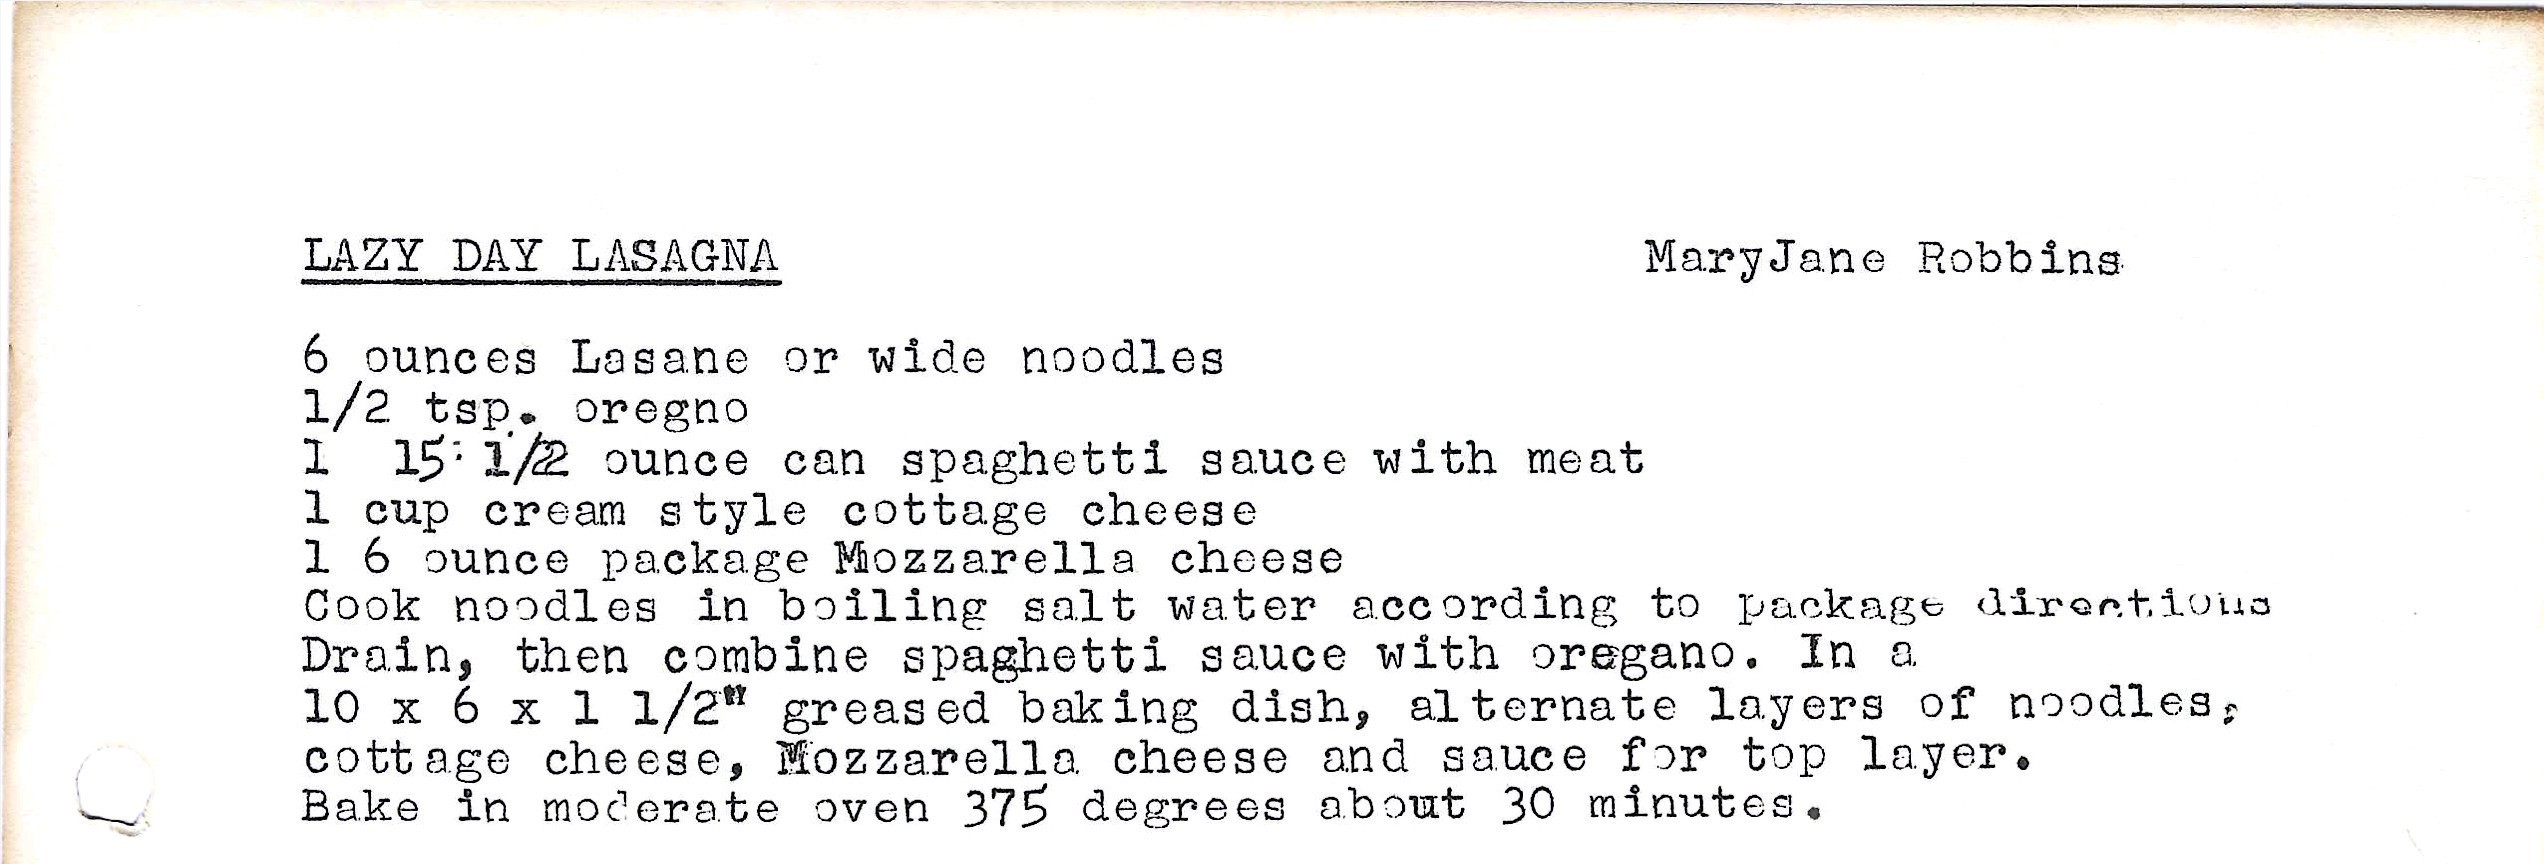 LAZY DAY LASAGNA MaryJane Robbins
6 ounces Lasane or wide noodles
1/2 tsp. oregno
1 15 1/2 ounce can spaghetti sauce with meat
1 cup cream style cottage cheese
1 6 ounce package Mozzarella cheese
Cook noodles in boiling salt water according to package directions
Drain, then combine spaghetti sauce with oregano. In a
10 x 6 x 1 1/2" greased baking dish, alternate layers of noodles,
cottage cheese, Mozzarella cheese and sauce for top layer.
Bake in moderate oven 375 degrees about 30 minutes.